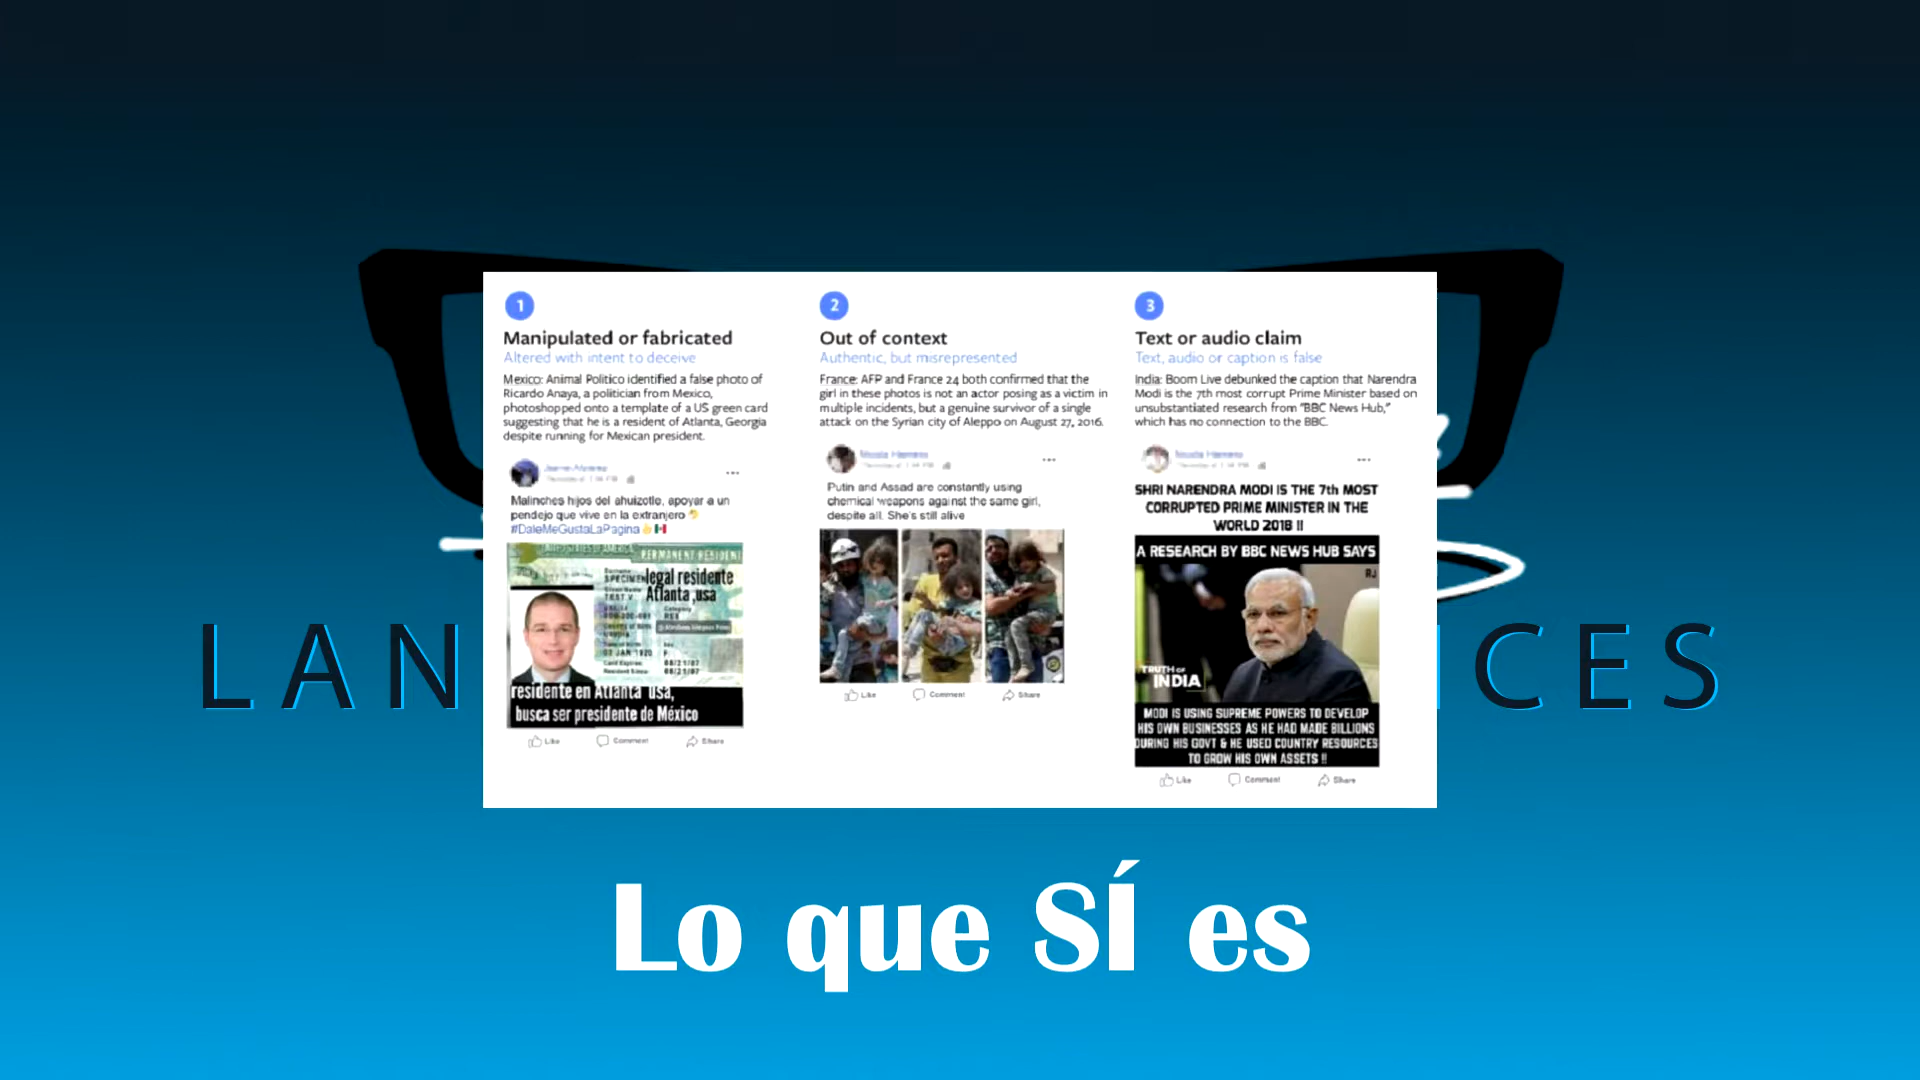 1
Manipulated or fabricated
Altered with intent to deceive
Mexico: Animal Politico identified a false photo of
Ricardo Anaya, a politician from Mexico,
photoshopped onto a template of a US green card
suggesting that he is a resident of Atlanta, Georgia
despite running for Mexican president.
Malinches hijos del ahuizotlo, apoyar a un
pendejo que vive en la extranjero
#DaleMeGustaLaPagina
UNITED STATES OF AMERICA
PERMANENT RESIDENT
SPECIMEN
TEST V
legal residente
Atlanta ,usa
Category
residente en Atlanta usa,
busca ser presidente de México
Like Comment Share
2
Out of context
Authentic, but misrepresented
France: AFP and France 24 both confirmed that the
girl in these photos is not an actor posing as a victim in
multiple incidents, but a genuine survivor of a single
attack on the Syrian city of Aleppo on August 27, 2016.
Putin and Assad are constantly using
chemical weapons against the same girl,
despite all. She's still alive
Like Comment Share
3
Text or audio claim
Text, audio or caption is false
India: Boom Live debunked the caption that Narendra
Modi is the 7th most corrupt Prime Minister based on
unsubstantiated research from "BBC News Hub,"
which has no connection to the BBC.
SHRI NARENDRA MODI IS THE 7th MOST
CORRUPTED PRIME MINISTER IN THE
WORLD 2018 !!
A RESEARCH BY BBC NEWS HUB SAYS
RJ
TRUTH OF
INDIA
MODI IS USING SUPREME POWERS TO DEVELOP
HIS OWN BUSINESSES AS HE HAD MADE BILLIONS
DURING HIS GOVT & HE USED COUNTRY RESOURCES
TO GROW HIS OWN ASSETS !!
Like Comment Share
LAN
CES
Lo que SÍ es